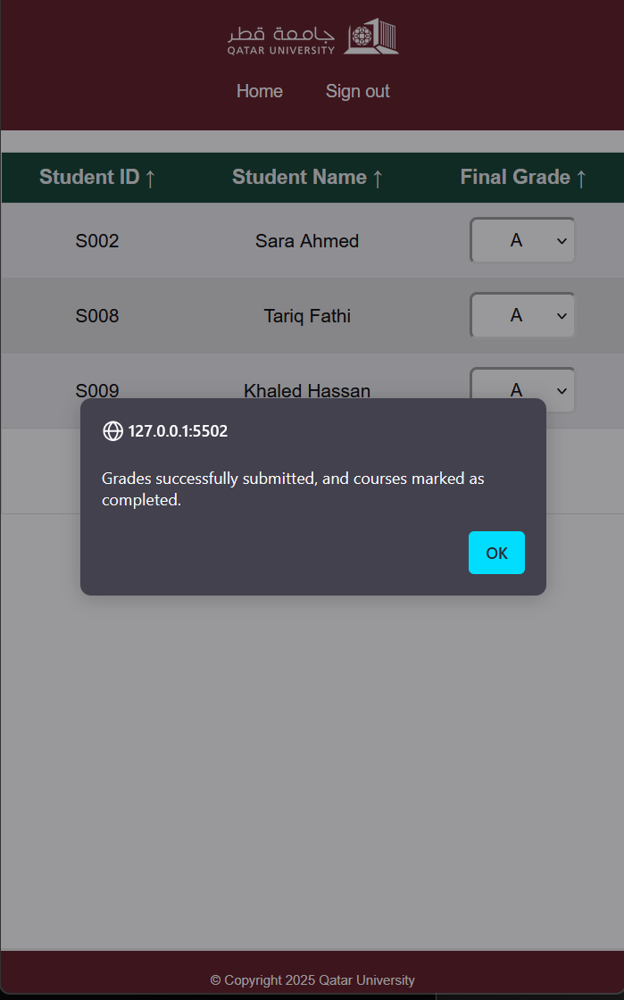 جامعة قطر
QATAR UNIVERSITY
Home Sign out
Student ID ↑ Student Name ↑ Final Grade ↑
S002 Sara Ahmed A
S008 Tariq Fathi A
S009 Khaled Hassan A
127.0.0.1:5502
Grades successfully submitted, and courses marked as
completed.
OK
© Copyright 2025 Qatar University